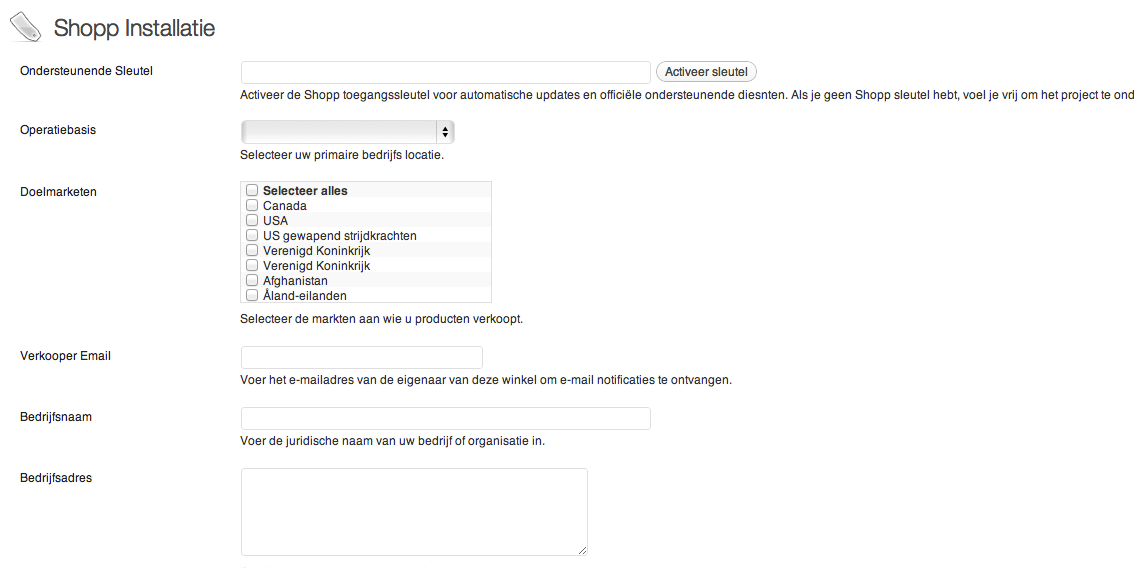 Shopp Installatie
Ondersteunende Sleutel
Activeer sleutel
Activeer de Shopp toegangssleutel voor automatische updates en officiële ondersteunende diesnten. Als je geen Shopp sleutel hebt, voel je vrij om het project te ond
Operatiebasis
Selecteer uw primaire bedrijfs locatie.
Doelmarketen
Selecteer alles
Canada
USA
US gewapend strijdkrachten
Verenigd Koninkrijk
Verenigd Koninkrijk
Afghanistan
Åland-eilanden
Selecteer de markten aan wie u producten verkoopt.
Verkooper Email
Voer het e-mailadres van de eigenaar van deze winkel om e-mail notificaties te ontvangen.
Bedrijfsnaam
Voer de juridische naam van uw bedrijf of organisatie in.
Bedrijfsadres